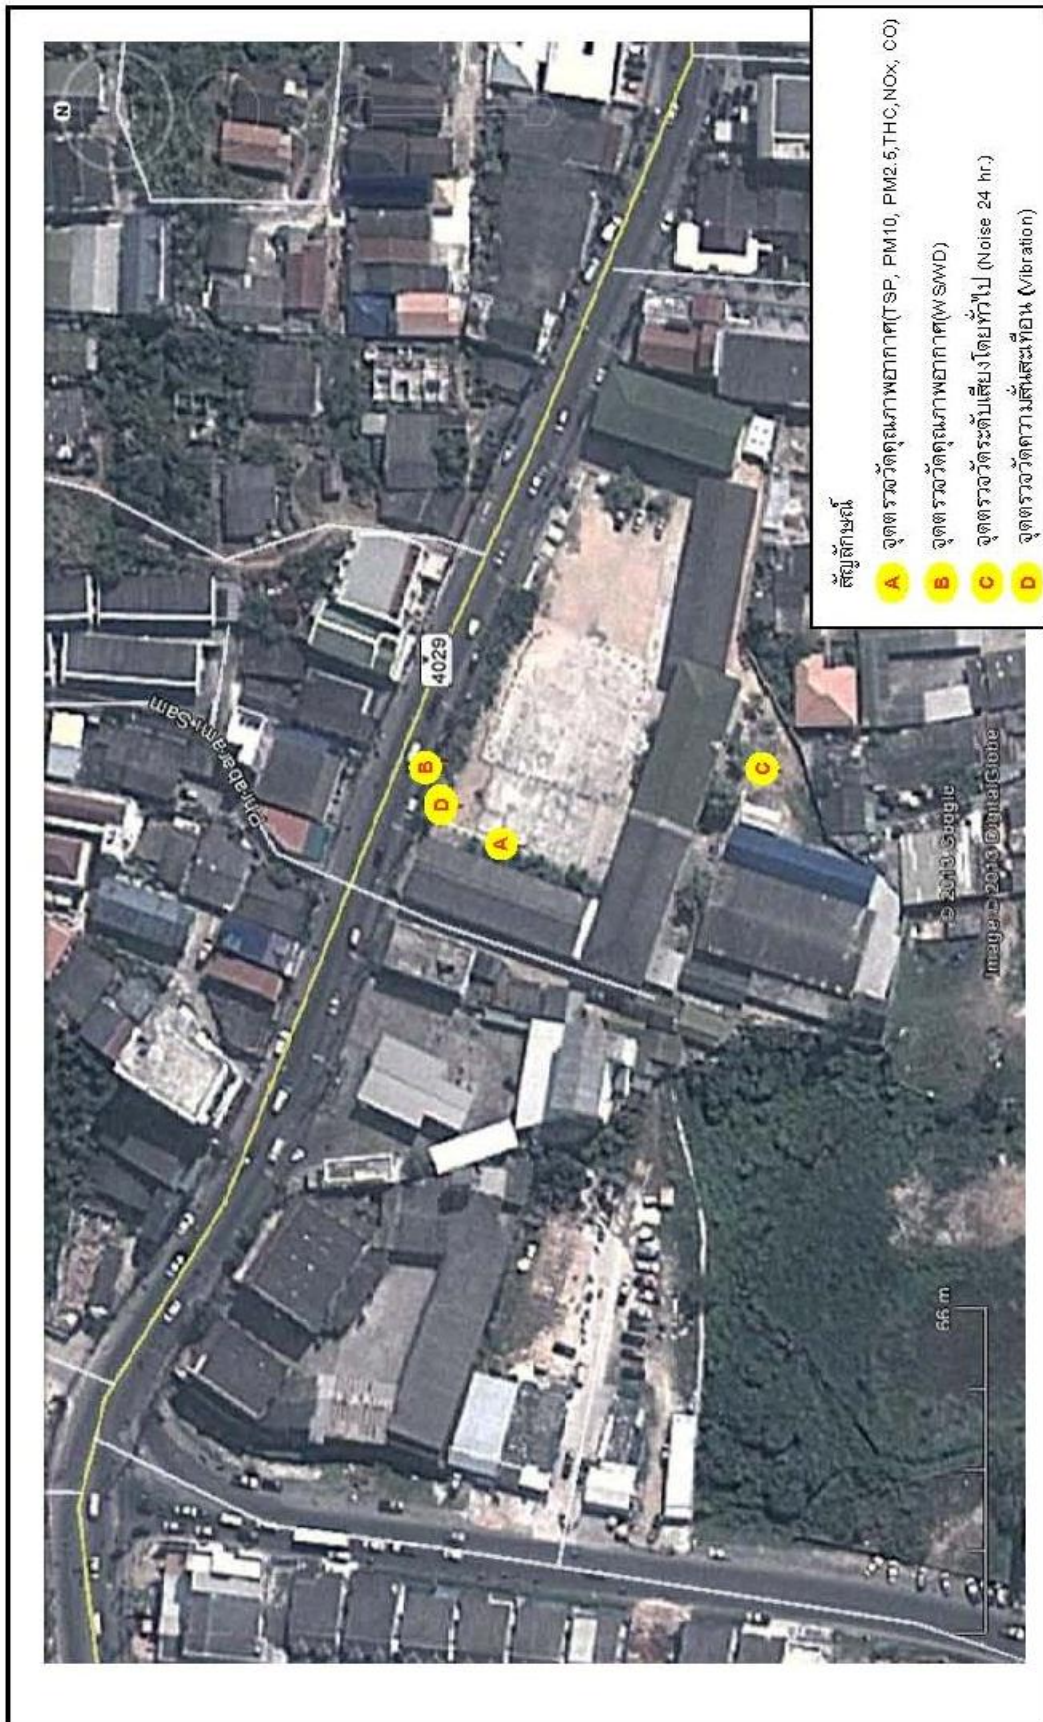 N
Phrabarami Sam
4029
© 2013 Google
Image © 2013 DigitalGlobe
66 m
สัญลักษณ์
A จุดตรวจวัดคุณภาพอากาศ(TSP, PM10, PM2.5,THC,NOx, CO)
B จุดตรวจวัดคุณภาพอากาศ(WS/WD)
C จุดตรวจวัดระดับเสียงโดยทั่วไป (Noise 24 hr.)
D จุดตรวจวัดความสั่นสะเทือน (Vibration)
B
D
A
C